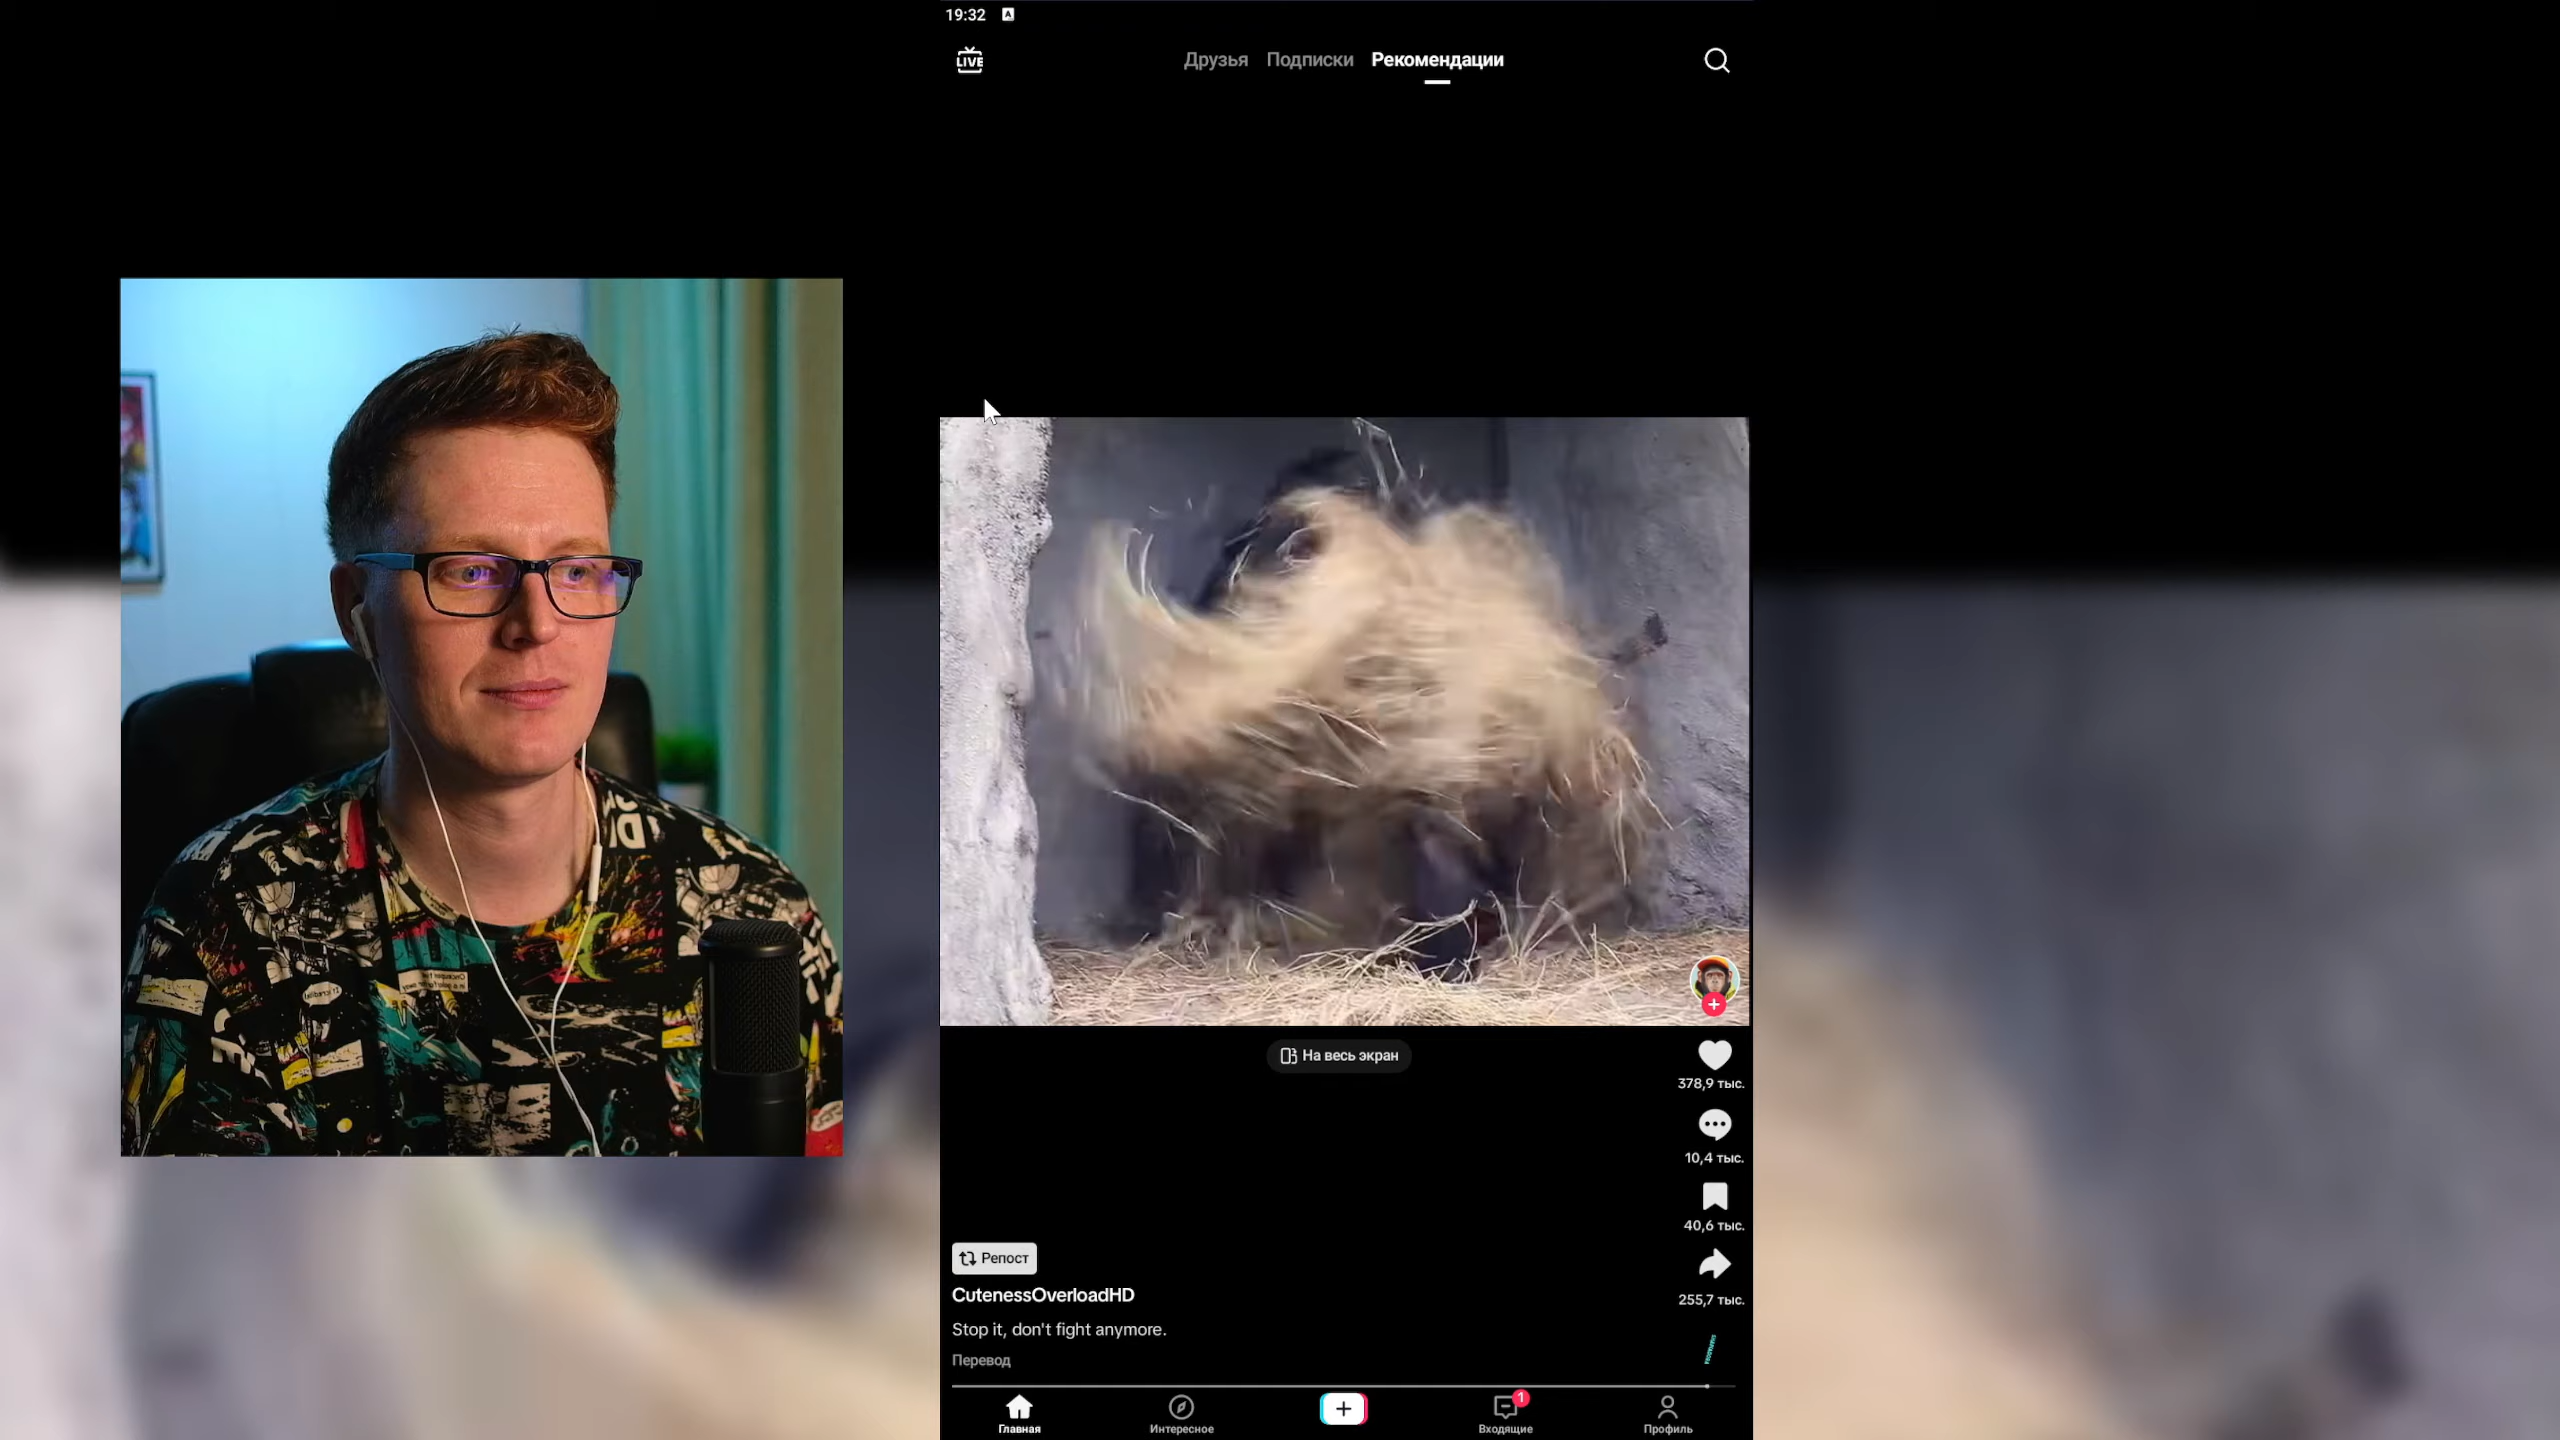 19:32
LIVE
Друзья Подписки Рекомендации
На весь экран
378,9 тыс.
10,4 тыс.
40,6 тыс.
Репост
CutenessOverloadHD
255,7 тыс.
Stop it, don't fight anymore.
Перевод
1
Главная Интересное Входящие Профиль